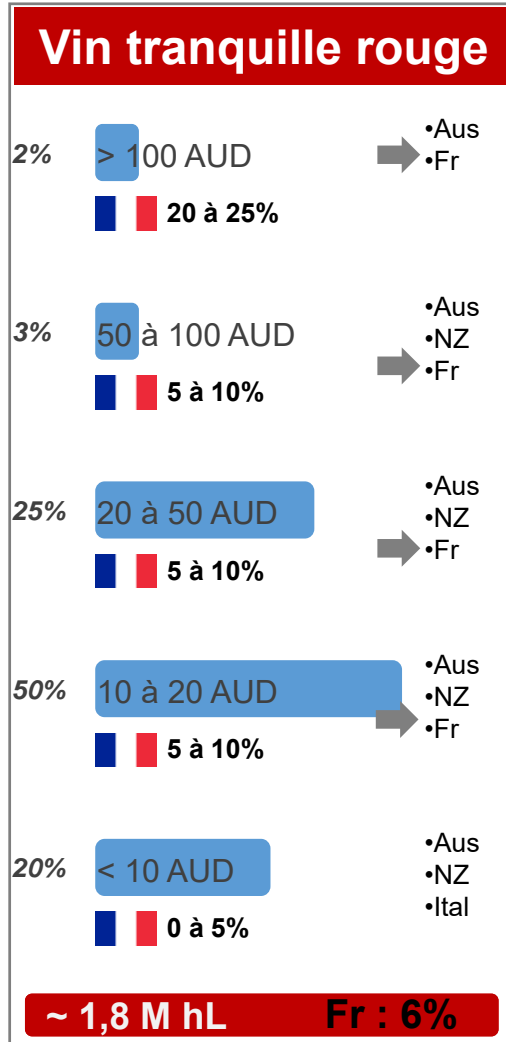 Vin tranquille rouge
2%
> 100 AUD
•Aus
•Fr
20 à 25%
3%
50 à 100 AUD
•Aus
•NZ
•Fr
5 à 10%
25%
20 à 50 AUD
•Aus
•NZ
•Fr
5 à 10%
50%
10 à 20 AUD
•Aus
•NZ
•Fr
5 à 10%
20%
< 10 AUD
•Aus
•NZ
•Ital
0 à 5%
~ 1,8 M hL Fr : 6%